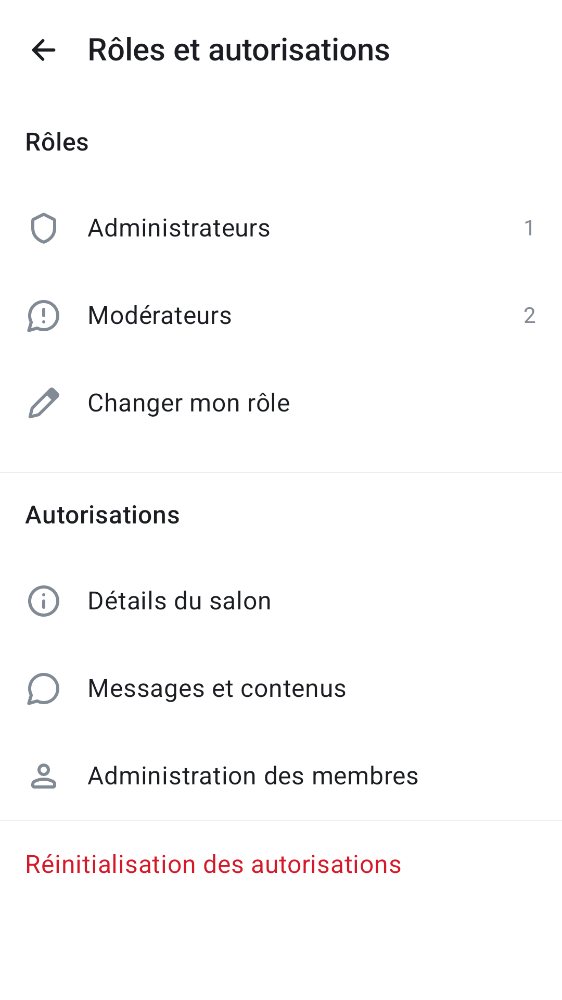 Rôles et autorisations
Rôles
Administrateurs 1
Modérateurs 2
Changer mon rôle
Autorisations
Détails du salon
Messages et contenus
Administration des membres
Réinitialisation des autorisations